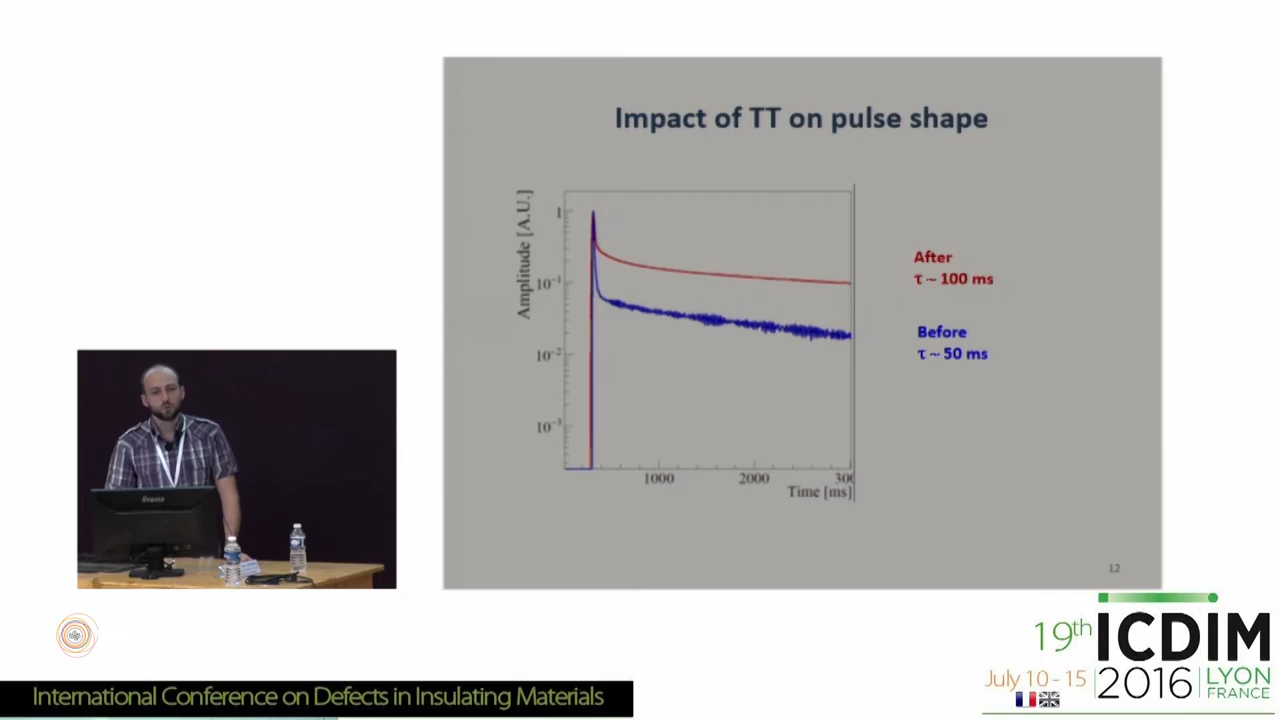 Impact of TT on pulse shape
Amplitude [A.U.]
1
10⁻¹
10⁻²
10⁻³
1000
2000
300
Time [ms]
After
τ ~ 100 ms
Before
τ ~ 50 ms
12
19th ICDIM
July 10 - 15 2016 LYON FRANCE
International Conference on Defects in Insulating Materials